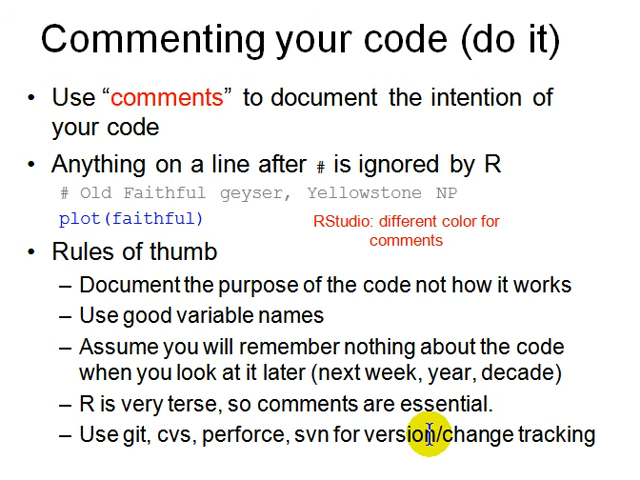 Commenting your code (do it)
• Use “comments” to document the intention of
your code
• Anything on a line after # is ignored by R
# Old Faithful geyser, Yellowstone NP
plot(faithful)
RStudio: different color for
comments
• Rules of thumb
– Document the purpose of the code not how it works
– Use good variable names
– Assume you will remember nothing about the code
when you look at it later (next week, year, decade)
– R is very terse, so comments are essential.
– Use git, cvs, perforce, svn for version/change tracking